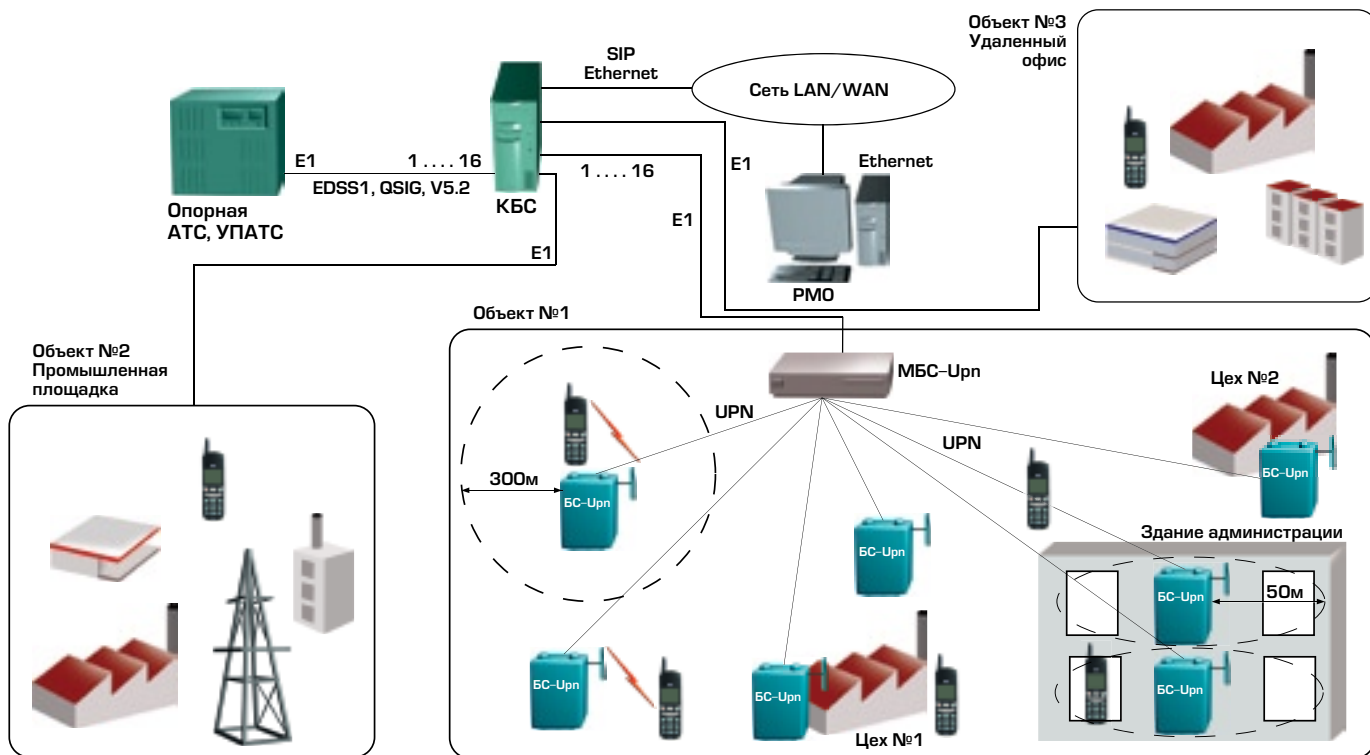 Объект №3
Удаленный
офис
SIP
Ethernet
Сеть LAN/WAN
E1
1 . . . . 16
EDSS1, QSIG, V5.2
Опорная
АТС, УПАТС
КБС
1 . . . . 16
E1
E1
E1
Ethernet
РМО
Объект №2
Промышленная
площадка
Объект №1
МБС–Upn
UPN
UPN
300м
БС–Upn
БС–Upn
БС–Upn
БС–Upn
Цех №1
Цех №2
БС–Upn
Здание администрации
БС–Upn
50м
БС–Upn